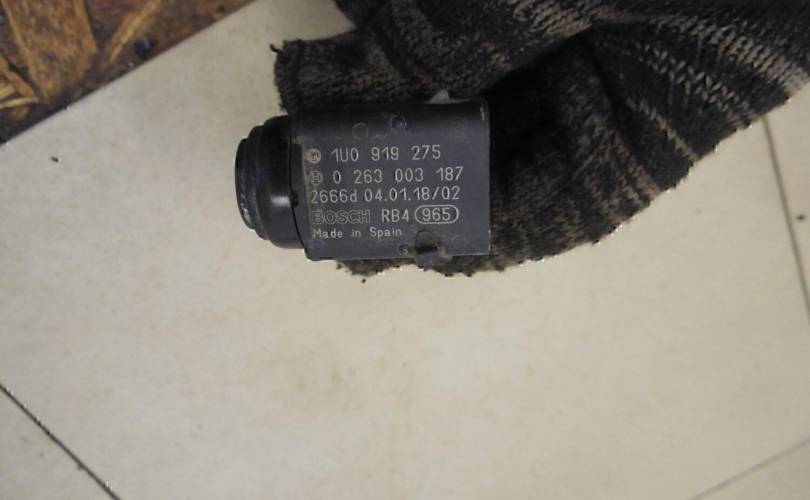 1U0 919 275
0 263 003 187
2666d 04.01.18/02
BOSCH RB4 965
Made in Spain